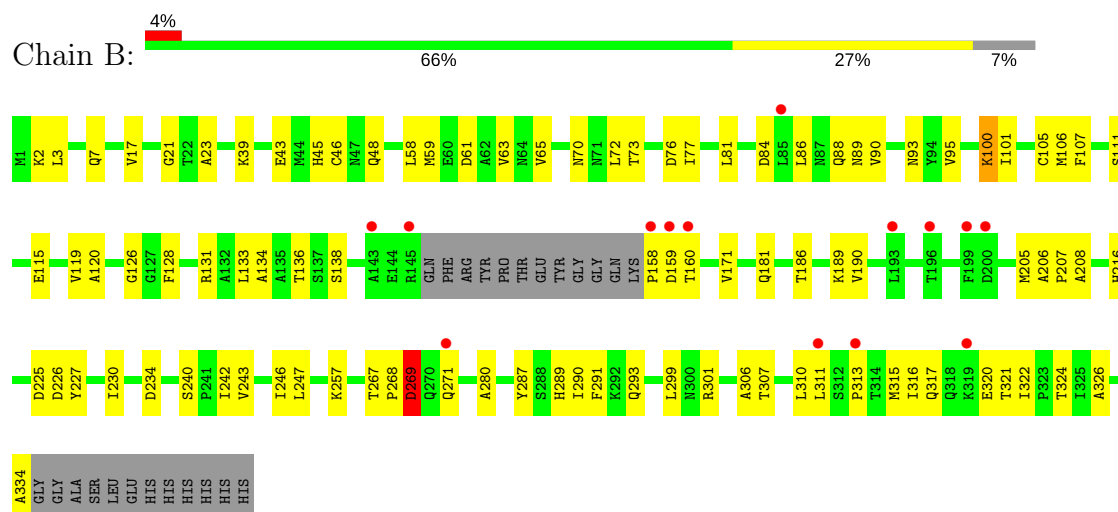 4%
Chain B:
66% 27% 7%
M1 K2 L3 Q7 V17 G21 T22 A23 K39 E43 M44 H45 C46 N47 Q48 L58 M59 E60 D61 A62 V63 N64 V65 N70 N71 L72 T73 D76 I77 L81 D84 L85 L86 N87 Q88 N89 V90 N93 Y94 V95 K100 I101 C105 M106 F107 S111
E115 V119 A120 G126 G127 F128 R131 A132 L133 A134 A135 T136 S137 S138 A143 E144 R145 GLN PHE ARG TYR PRO THR GLU TYR GLY GLY GLN LYS P158 D159 T160 V171 Q181 T186 K189 V190 L193 T196 F199 D200 M205 A206 P207 A208 H216
D225 D226 Y227 I230 D234 S240 P241 I242 V243 I246 L247 K257 T267 P268 D269 Q270 Q271 A280 Y287 S288 H289 I290 F291 K292 Q293 L299 N300 R301 A306 T307 L310 L311 S312 P313 T314 M315 I316 Q317 Q318 K319 E320 T321 I322 P323 T324 I325 A326
A334 GLY GLY ALA SER LEU GLU HIS HIS HIS HIS HIS HIS